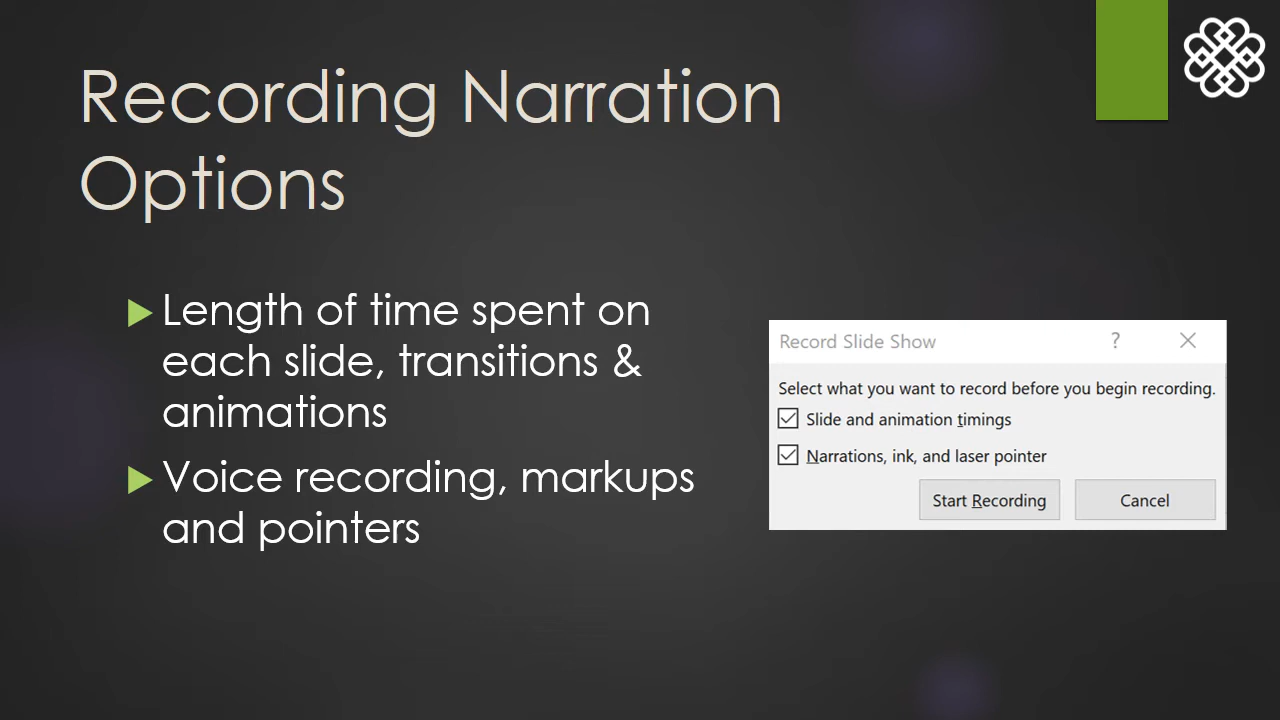 Recording Narration
Options
Length of time spent on
each slide, transitions &
animations
Voice recording, markups
and pointers
Record Slide Show ?
Select what you want to record before you begin recording.
Slide and animation timings
Narrations, ink, and laser pointer
Start Recording Cancel